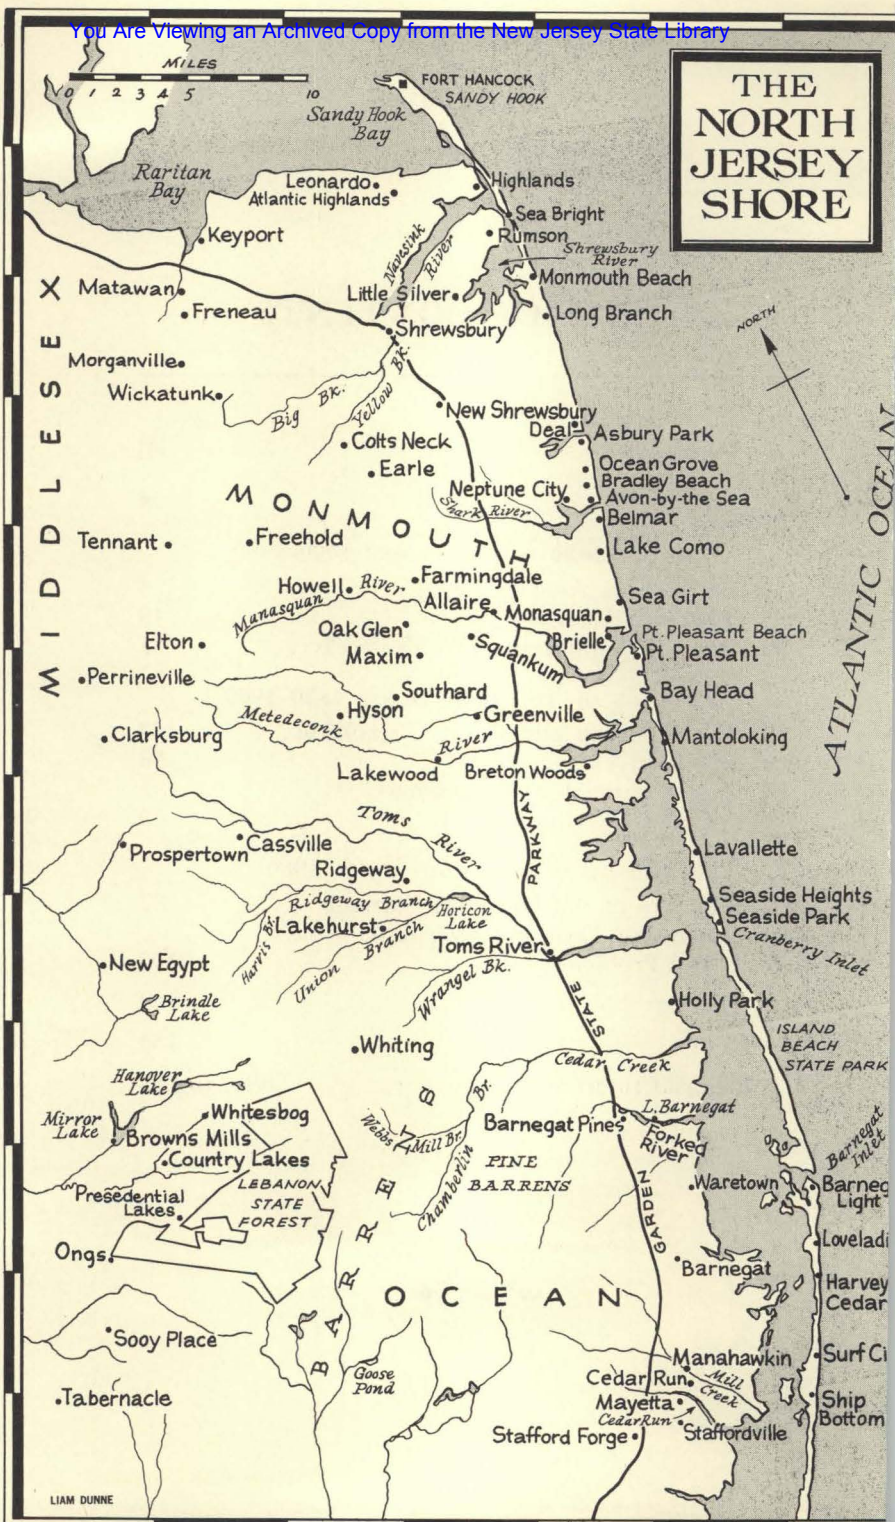 You Are Viewing an Archived Copy from the New Jersey State Library
MILES
0 1 2 3 4 5 10
FORT HANCOCK
SANDY HOOK
Sandy Hook
Bay
THE
NORTH
JERSEY
SHORE
Raritan
Bay
Leonardo
Atlantic Highlands
Highlands
Sea Bright
Keyport
Navesink
River
Rumson
Shrewsbury
River
Monmouth Beach
Matawan
Little Silver
Freneau
Long Branch
Shrewsbury
NORTH
Morganville
Wickatunk
Big Bk.
Yellow Bk.
New Shrewsbury
Deal
Asbury Park
Colts Neck
Earle
Ocean Grove
Bradley Beach
Neptune City
Avon-by-the Sea
Shark River
Belmar
MIDDLESEX
MONMOUTH
ATLANTIC OCEAN
Tennant
Freehold
Lake Como
Farmingdale
Howell
Manasquan River
Allaire
Monasquan
Sea Girt
Oak Glen
Brielle
Pt. Pleasant Beach
Elton
Maxim
Squankum
Pt. Pleasant
Perrineville
Southard
Bay Head
Hyson
Greenville
Clarksburg
Metedeconk River
Mantoloking
Lakewood
Breton Woods
Toms River
PARKWAY
Prospertown
Cassville
Lavallette
Ridgeway
Ridgeway Branch
Seaside Heights
Horicon
Lake
Seaside Park
Lakehurst
Harris Br.
Union Branch
Toms River
Cranberry Inlet
New Egypt
Wrangel Bk.
Brindle
Lake
STATE
Holly Park
ISLAND
BEACH
STATE PARK
Whiting
Cedar Creek
Hanover
Lake
Mirror
Lake
Whitesbog
Browns Mills
Webbs Mill Br.
Chamberlin Br.
Barnegat Pines
L. Barnegat
Forked
River
Barnegat
Inlet
Country Lakes
LEBANON
STATE
FOREST
PINE
BARRENS
Waretown
Barneg
Light
Presedential
Lakes
GARDEN
Ongs
BARRENTS
Barnegat
Loveladi
OCEAN
Harvey
Cedar
Sooy Place
Goose
Pond
Manahawkin
Surf Ci
Cedar Run
Mill
Creek
Tabernacle
Mayetta
Cedar Run
Ship
Bottom
Stafford Forge
Staffordville
LIAM DUNNE